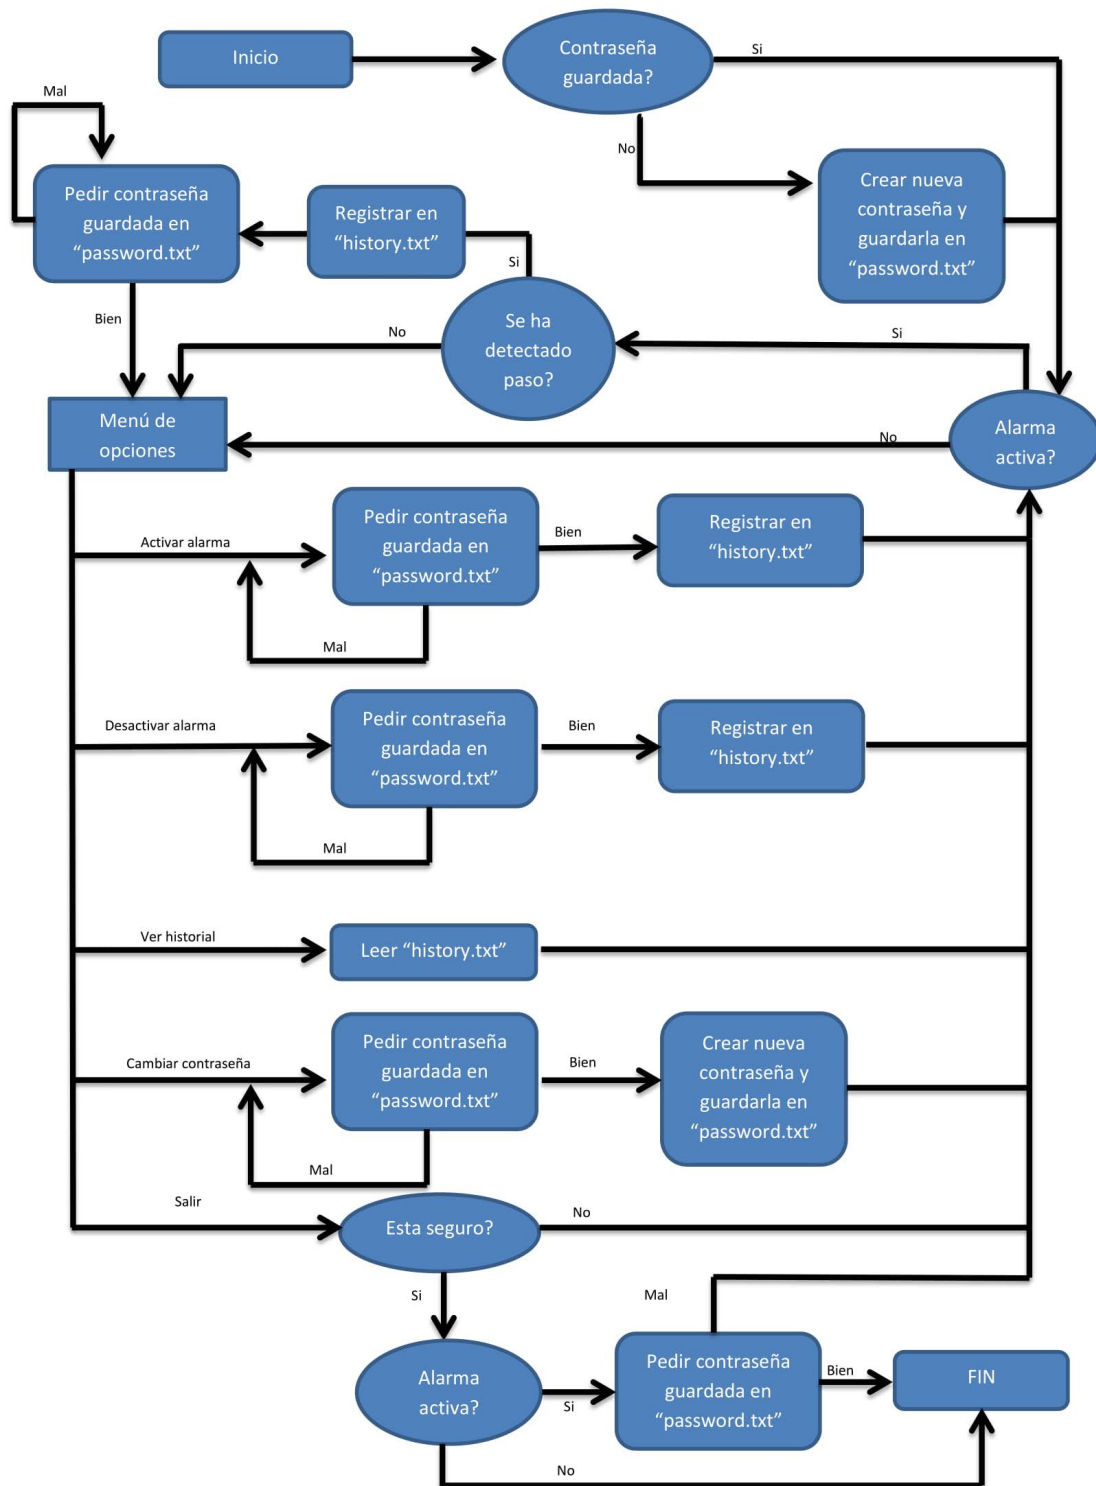 Inicio
Contraseña
guardada?
Si
Mal
No
Pedir contraseña
guardada en
“password.txt”
Registrar en
“history.txt”
Crear nueva
contraseña y
guardarla en
“password.txt”
Si
Bien
No
Se ha
detectado
paso?
Si
Menú de
opciones
No
Alarma
activa?
Activar alarma
Pedir contraseña
guardada en
“password.txt”
Bien
Registrar en
“history.txt”
Mal
Desactivar alarma
Pedir contraseña
guardada en
“password.txt”
Bien
Registrar en
“history.txt”
Mal
Ver historial
Leer “history.txt”
Cambiar contraseña
Pedir contraseña
guardada en
“password.txt”
Bien
Crear nueva
contraseña y
guardarla en
“password.txt”
Mal
Salir
Esta seguro?
No
Si
Mal
Alarma
activa?
Si
Pedir contraseña
guardada en
“password.txt”
Bien
FIN
No